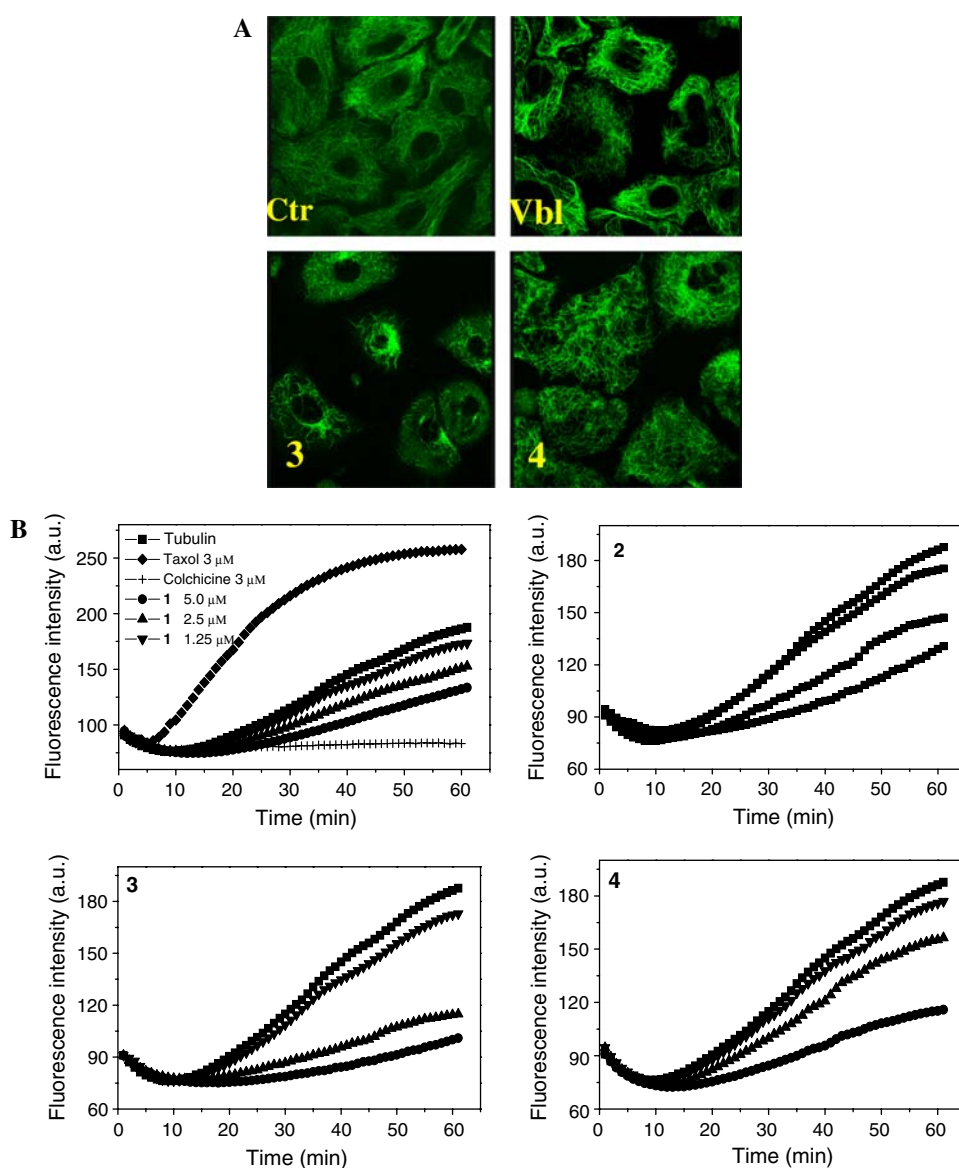 A
Ctr
Vbl
3
4
B
Fluorescence intensity (a.u.)
250
200
150
100
0 10 20 30 40 50 60
Time (min)
Tubulin
Taxol 3 μM
Colchicine 3 μM
1 5.0 μM
1 2.5 μM
1 1.25 μM
2
Fluorescence intensity (a.u.)
180
150
120
90
60
0 10 20 30 40 50 60
Time (min)
3
Fluorescence intensity (a.u.)
180
150
120
90
60
0 10 20 30 40 50 60
Time (min)
4
Fluorescence intensity (a.u.)
180
150
120
90
60
0 10 20 30 40 50 60
Time (min)